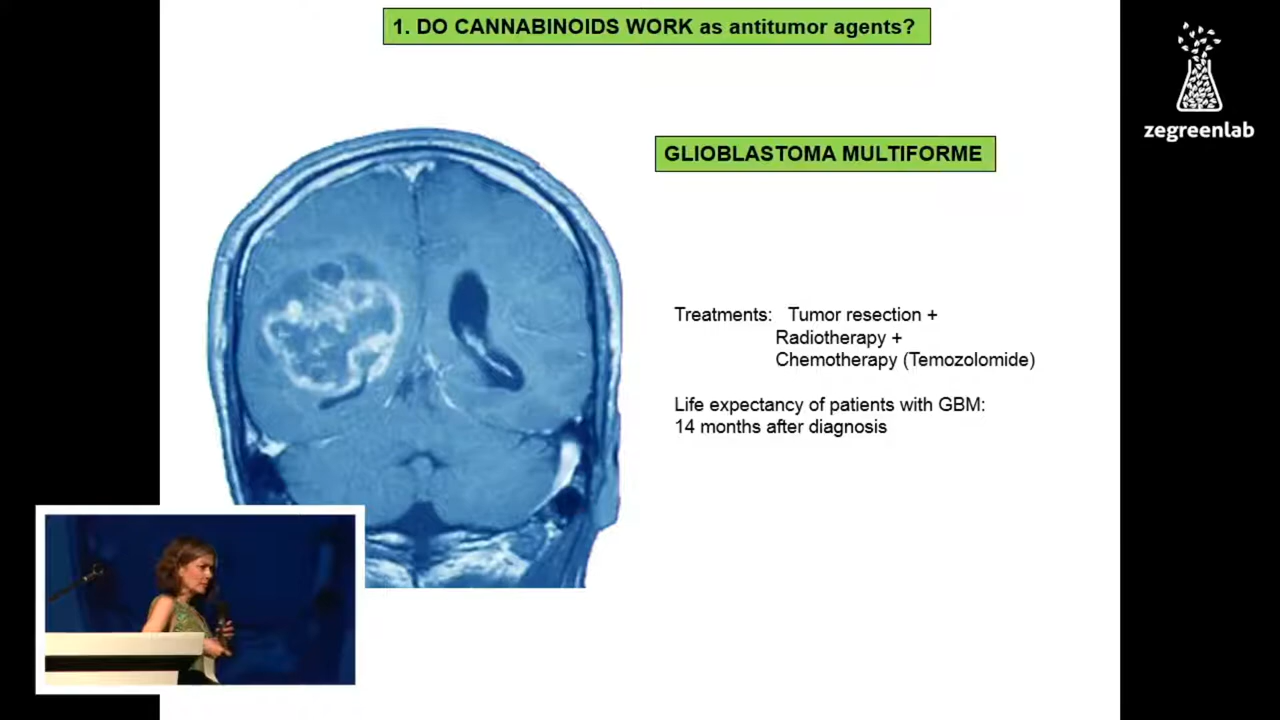 1. DO CANNABINOIDS WORK as antitumor agents?
zegreenlab
GLIOBLASTOMA MULTIFORME
Treatments: Tumor resection +
Radiotherapy +
Chemotherapy (Temozolomide)
Life expectancy of patients with GBM:
14 months after diagnosis